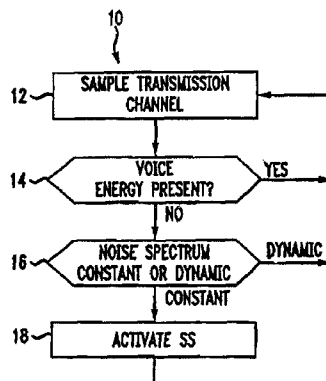 10
12
SAMPLE TRANSMISSION
CHANNEL
14
VOICE
ENERGY PRESENT?
YES
NO
16
NOISE SPECTRUM
CONSTANT OR DYNAMIC
DYNAMIC
CONSTANT
18
ACTIVATE SS